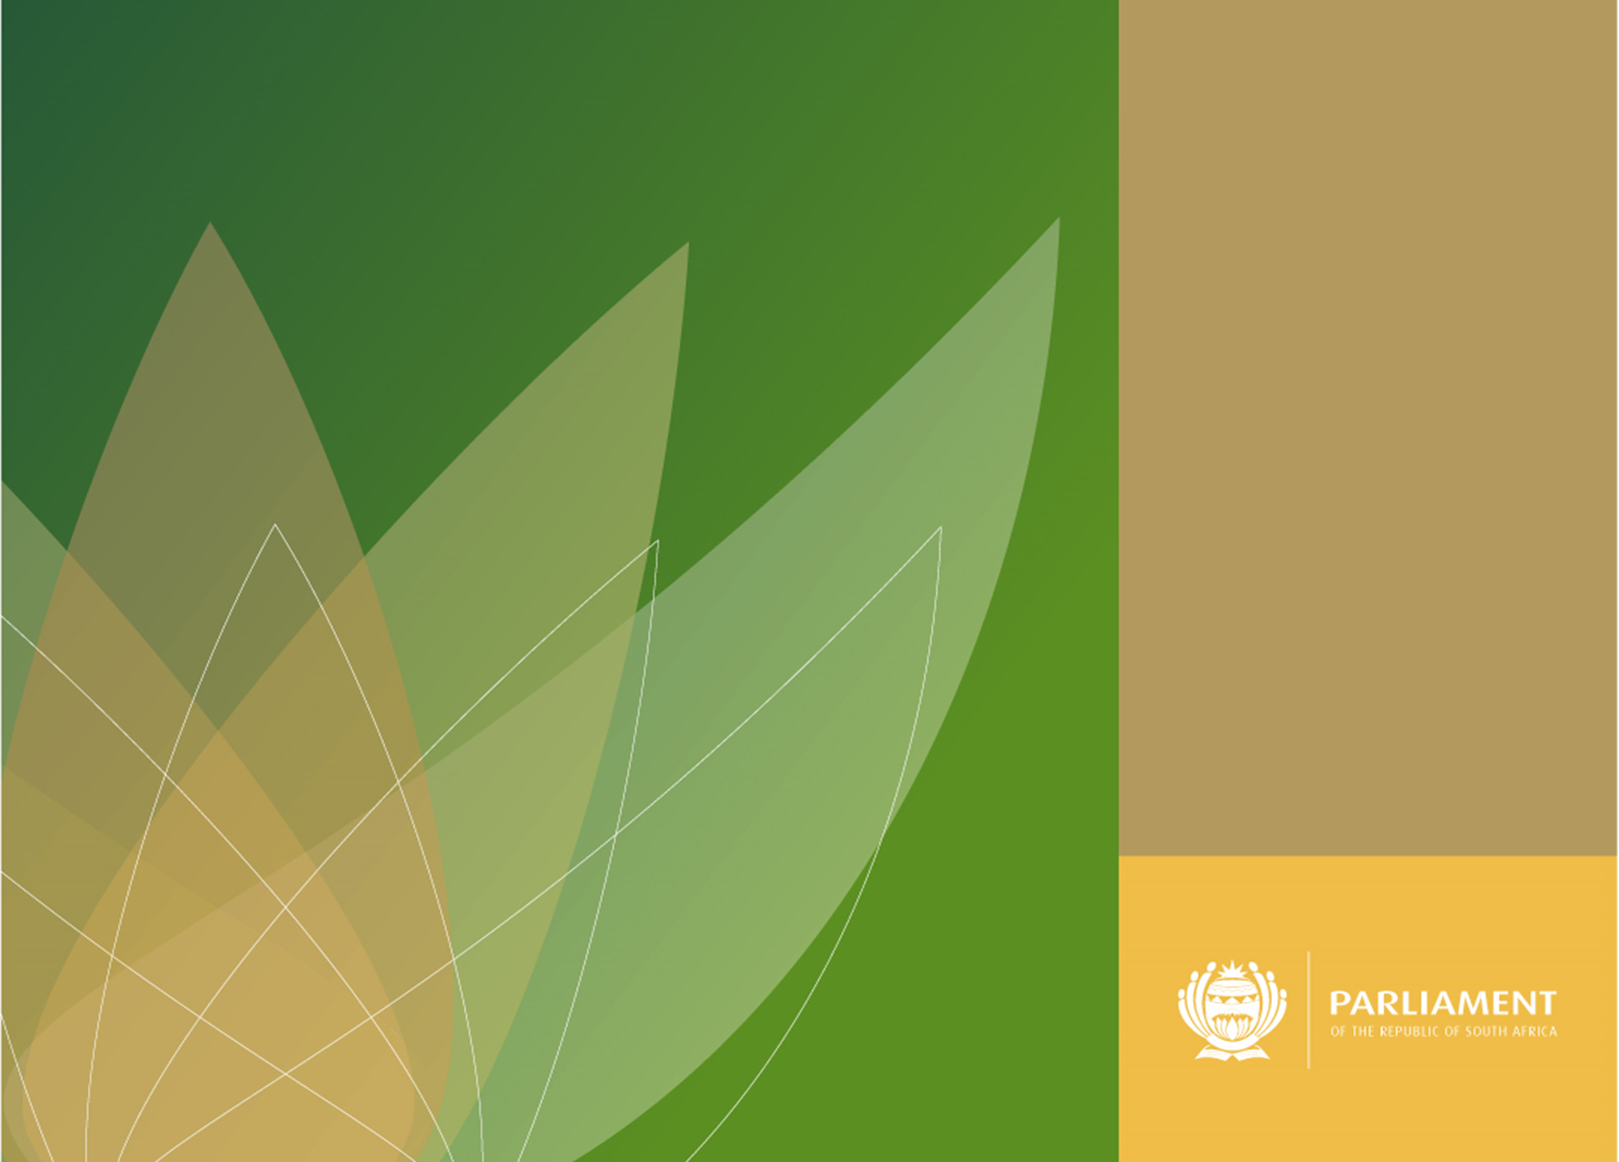 PARLIAMENT
OF THE REPUBLIC OF SOUTH AFRICA